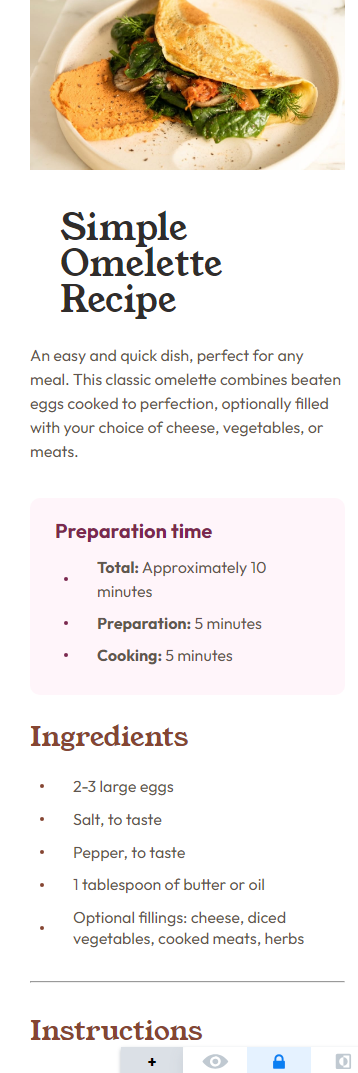 Simple
Omelette
Recipe
An easy and quick dish, perfect for any
meal. This classic omelette combines beaten
eggs cooked to perfection, optionally filled
with your choice of cheese, vegetables, or
meats.
Preparation time
• Total: Approximately 10
minutes
• Preparation: 5 minutes
• Cooking: 5 minutes
Ingredients
• 2-3 large eggs
• Salt, to taste
• Pepper, to taste
• 1 tablespoon of butter or oil
• Optional fillings: cheese, diced
vegetables, cooked meats, herbs
Instructions
+